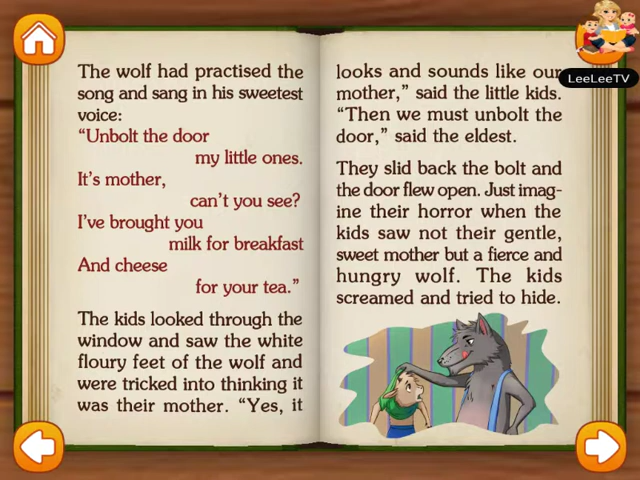 The wolf had practised the
song and sang in his sweetest
voice:
“Unbolt the door
my little ones.
It’s mother,
can’t you see?
I’ve brought you
milk for breakfast
And cheese
for your tea.”
The kids looked through the
window and saw the white
floury feet of the wolf and
were tricked into thinking it
was their mother. “Yes, it
looks and sounds like our
mother,” said the little kids.
“Then we must unbolt the
door,” said the eldest.
They slid back the bolt and
the door flew open. Just imag-
ine their horror when the
kids saw not their gentle,
sweet mother but a fierce and
hungry wolf. The kids
screamed and tried to hide.
LeeLeeTV